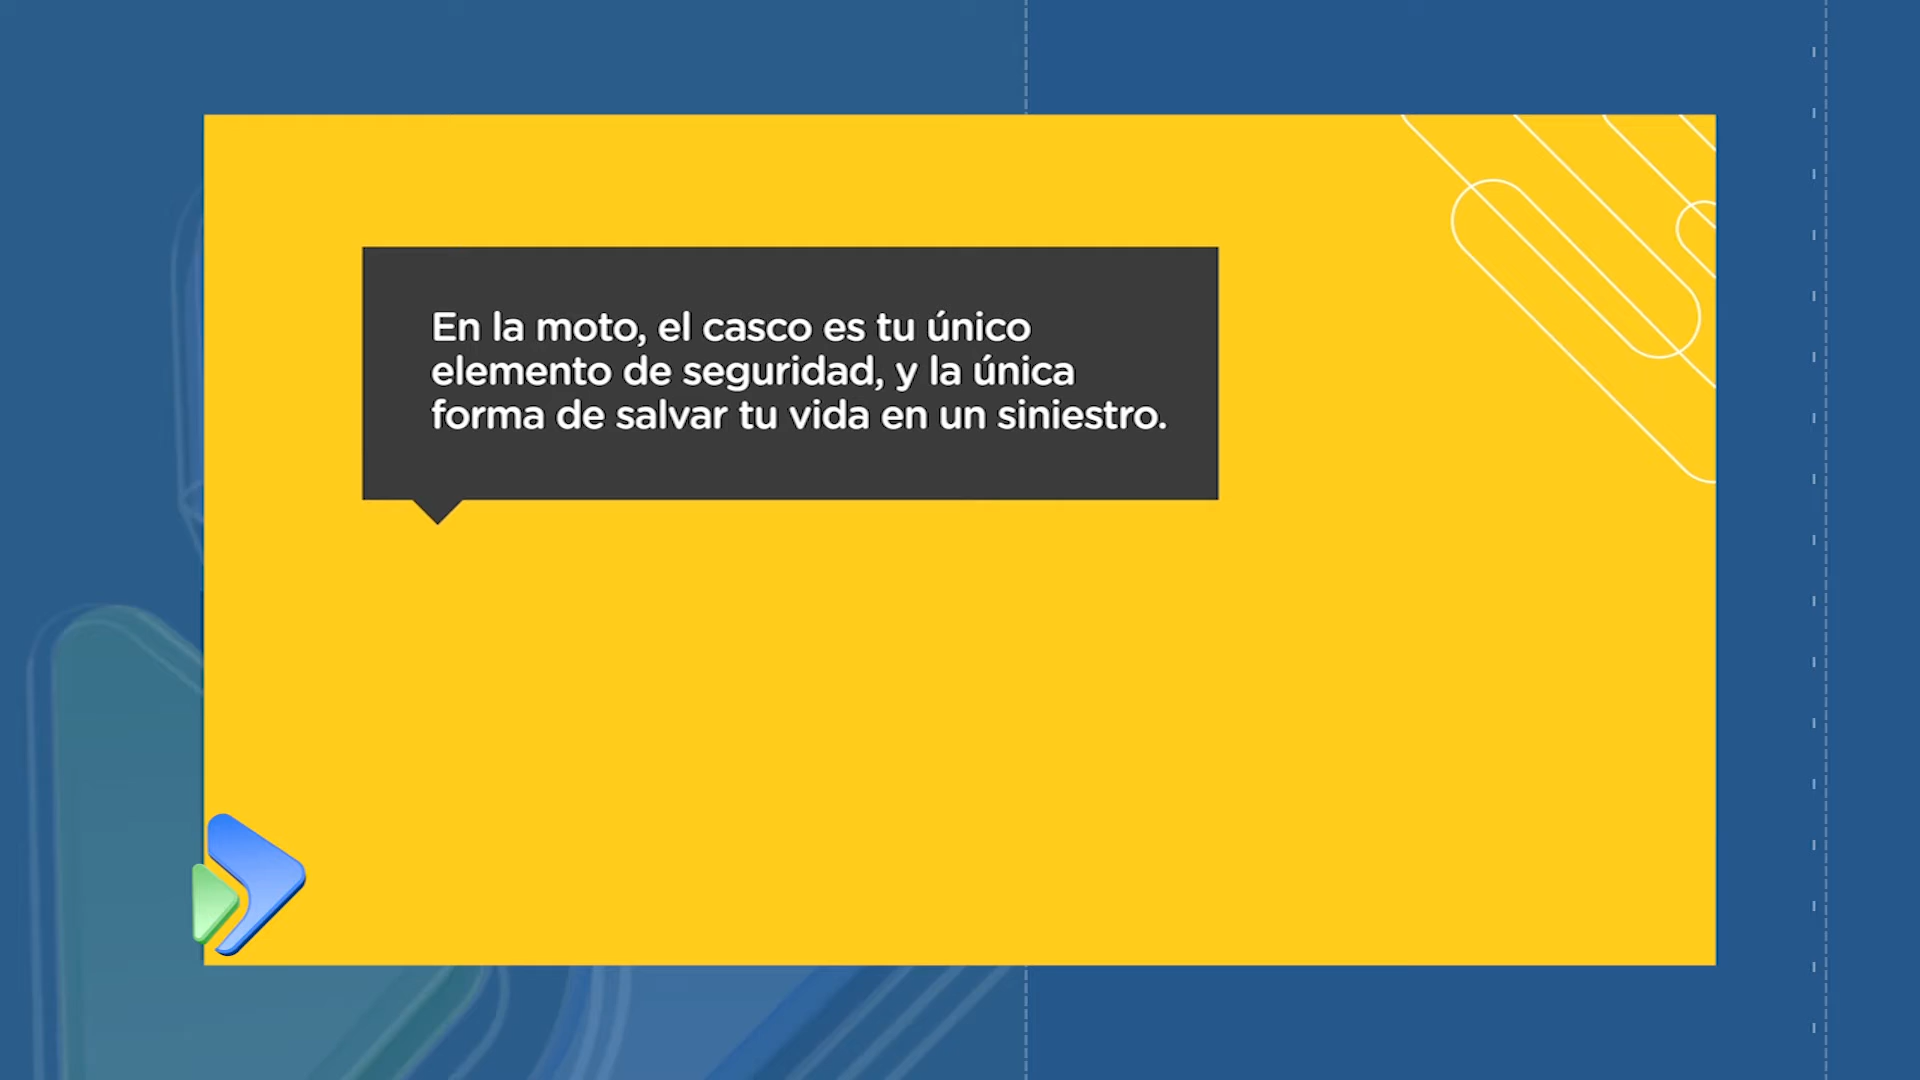 En la moto, el casco es tu único
elemento de seguridad, y la única
forma de salvar tu vida en un siniestro.